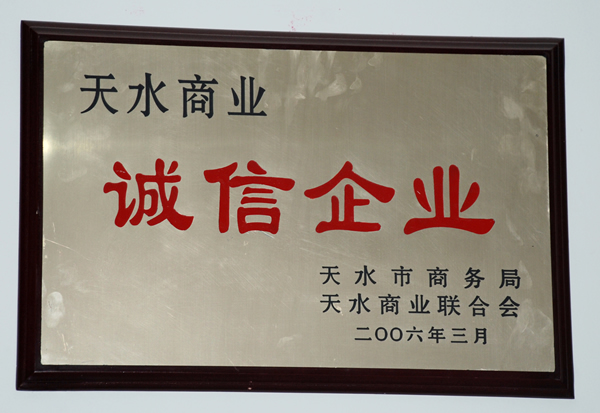 天水商业
诚信企业
天水市商务局
天水商业联合会
二〇〇六年三月